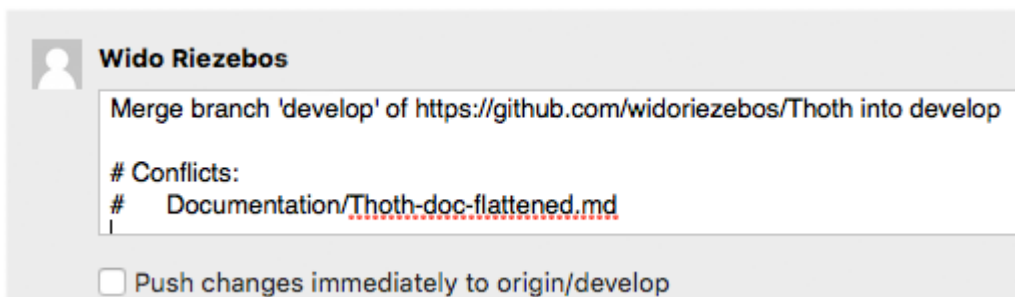 Wido Riezebos
Merge branch 'develop' of https://github.com/widoriezebos/Thoth into develop
# Conflicts:
#	Documentation/Thoth-doc-flattened.md
Push changes immediately to origin/develop